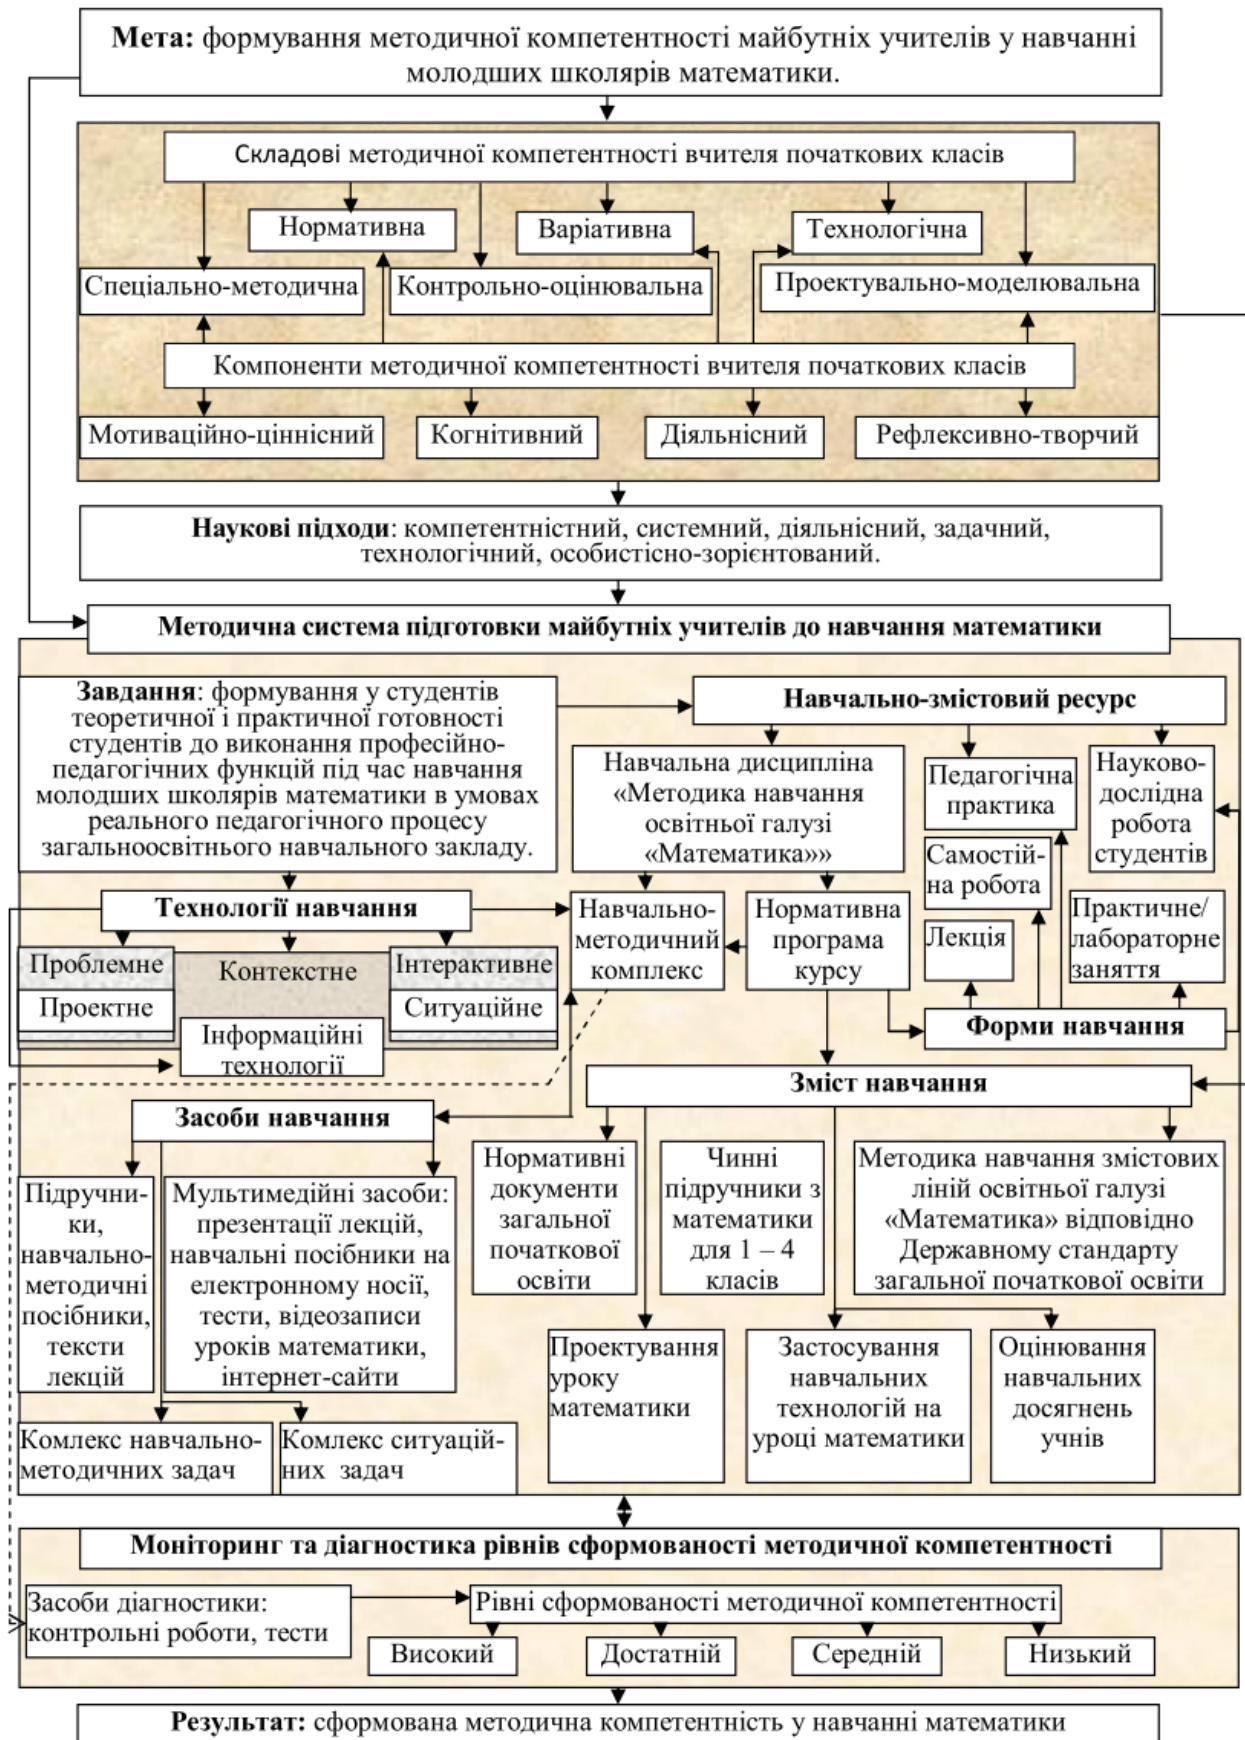 Мета: формування методичної компетентності майбутніх учителів у навчанні
молодших школярів математики.
Складові методичної компетентності вчителя початкових класів
Нормативна
Варіативна
Технологічна
Спеціально-методична
Контрольно-оцінювальна
Проектувально-моделювальна
Компоненти методичної компетентності вчителя початкових класів
Мотиваційно-ціннісний
Когнітивний
Діяльнісний
Рефлексивно-творчий
Наукові підходи: компетентністний, системний, діяльнісний, задачний,
технологічний, особистісно-зорієнтований.
Методична система підготовки майбутніх учителів до навчання математики
Завдання: формування у студентів
теоретичної і практичної готовності
студентів до виконання професійно-
педагогічних функцій під час навчання
молодших школярів математики в умовах
реального педагогічного процесу
загальноосвітнього навчального закладу.
Навчально-змістовий ресурс
Навчальна дисципліна
«Методика навчання
освітньої галузі
«Математика»»
Педагогічна
практика
Науково-
дослідна
робота
студентів
Самостій-
на робота
Лекція
Практичне/
лабораторне
заняття
Технології навчання
Навчально-
методичний
комплекс
Нормативна
програма
курсу
Проблемне
Проектне
Контекстне
Інтерактивне
Ситуаційне
Інформаційні
технології
Форми навчання
Зміст навчання
Засоби навчання
Підручни-
ки,
навчально-
методичні
посібники,
тексти
лекцій
Мультимедійні засоби:
презентації лекцій,
навчальні посібники на
електронному носії,
тести, відеозаписи
уроків математики,
інтернет-сайти
Нормативні
документи
загальної
початкової
освіти
Чинні
підручники з
математики
для 1 – 4
класів
Методика навчання змістових
ліній освітньої галузі
«Математика» відповідно
Державному стандарту
загальної початкової освіти
Проектування
уроку
математики
Застосування
навчальних
технологій на
уроці математики
Оцінювання
навчальних
досягнень
учнів
Комлекс навчально-
методичних задач
Комлекс ситуацій-
них задач
Моніторинг та діагностика рівнів сформованості методичної компетентності
Засоби діагностики:
контрольні роботи, тести
Рівні сформованості методичної компетентності
Високий
Достатній
Середній
Низький
Результат: сформована методична компетентність у навчанні математики